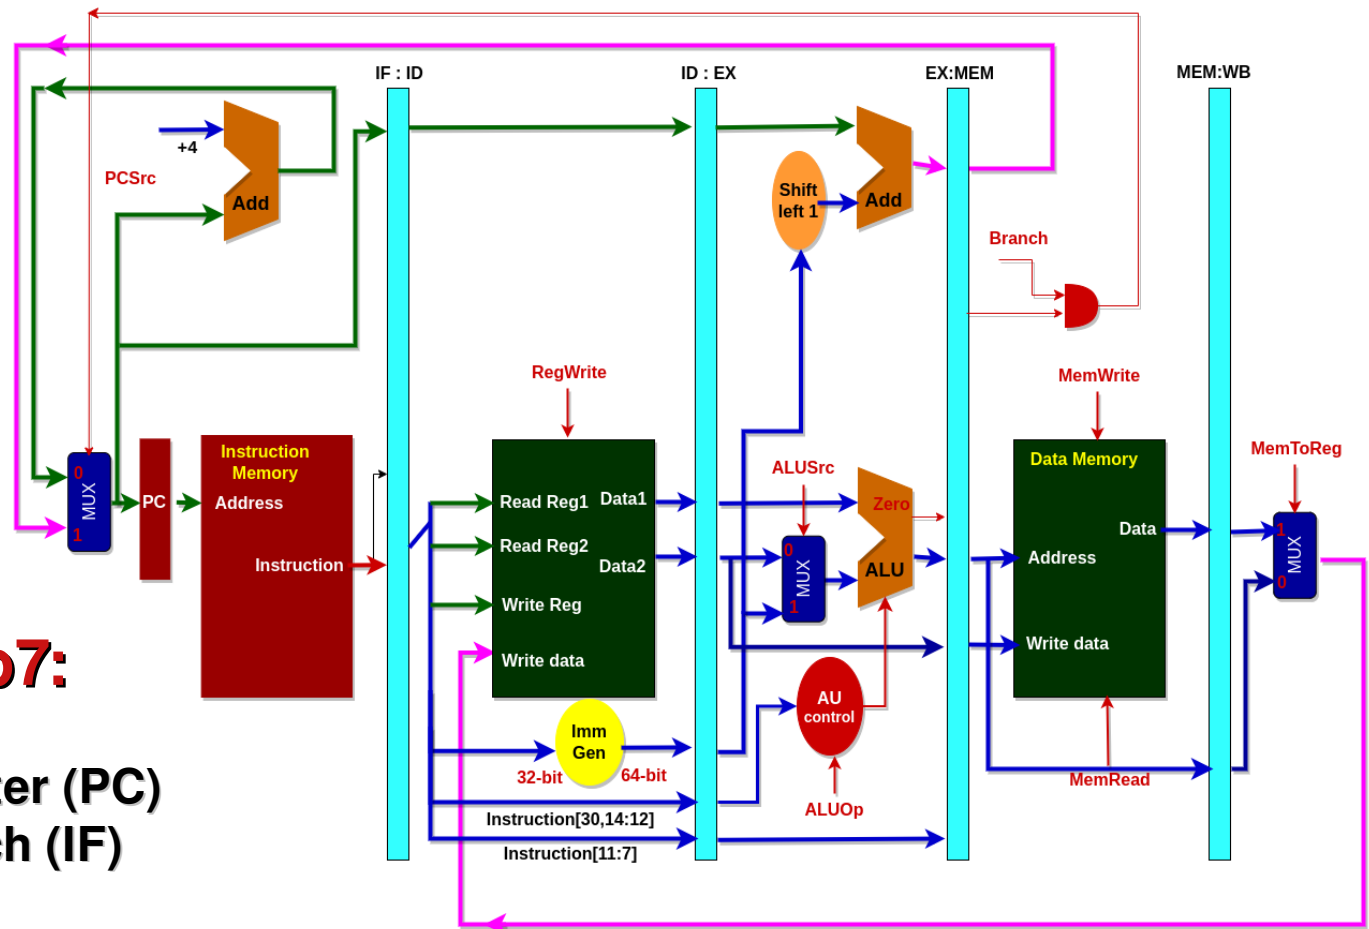 IF : ID
ID : EX
EX:MEM
MEM:WB
+4
PCSrc
Add
Shift
left 1
Add
Branch
RegWrite
MemWrite
Instruction
Memory
Address
Instruction
PC
0
MUX
1
Read Reg1
Data1
Read Reg2
Data2
Write Reg
Write data
ALUSrc
0
MUX
1
Zero
ALU
Data Memory
Data
Address
Write data
MemToReg
1
MUX
0
AU
control
ALUOp
MemRead
Imm
Gen
32-bit
64-bit
Instruction[30,14:12]
Instruction[11:7]
7:
(PC)
(IF)